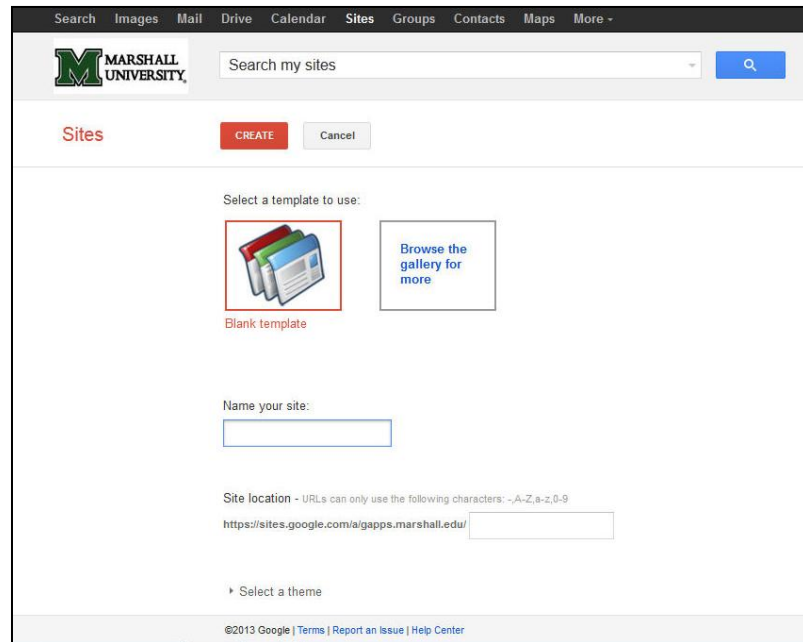 Search Images Mail Drive Calendar Sites Groups Contacts Maps More
M MARSHALL
UNIVERSITY.
Search my sites
Sites
CREATE Cancel
Select a template to use:
Browse the
gallery for
more
Blank template
Name your site:
Site location - URLs can only use the following characters: -,A-Z,a-z,0-9
https://sites.google.com/a/gapps.marshall.edu/
Select a theme
©2013 Google | Terms | Report an Issue | Help Center